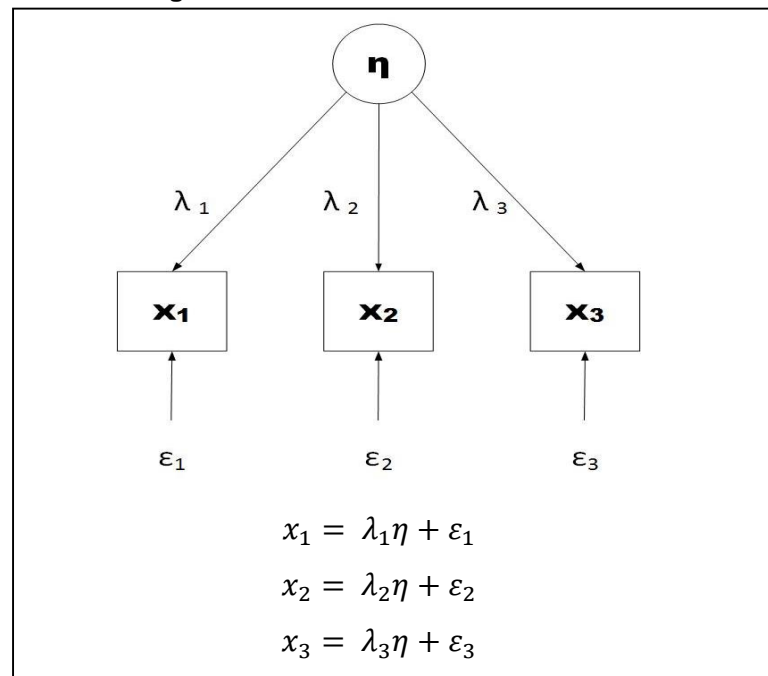 η
λ 1 λ 2 λ 3
x₁ x₂ x₃
ε₁ ε₂ ε₃
x₁ = λ₁η + ε₁
x₂ = λ₂η + ε₂
x₃ = λ₃η + ε₃